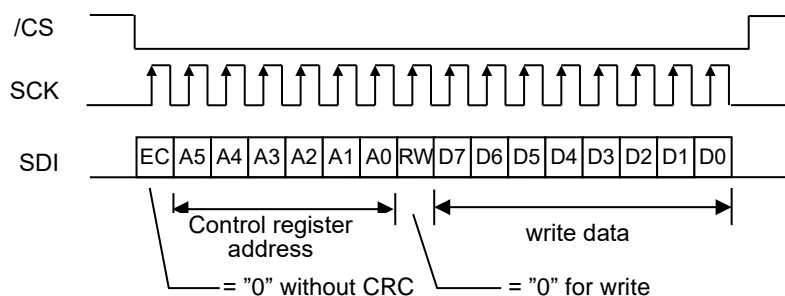 /CS
SCK
SDI EC A5 A4 A3 A2 A1 A0 RW D7 D6 D5 D4 D3 D2 D1 D0
Control register
address
write data
= ”0” without CRC
= ”0” for write